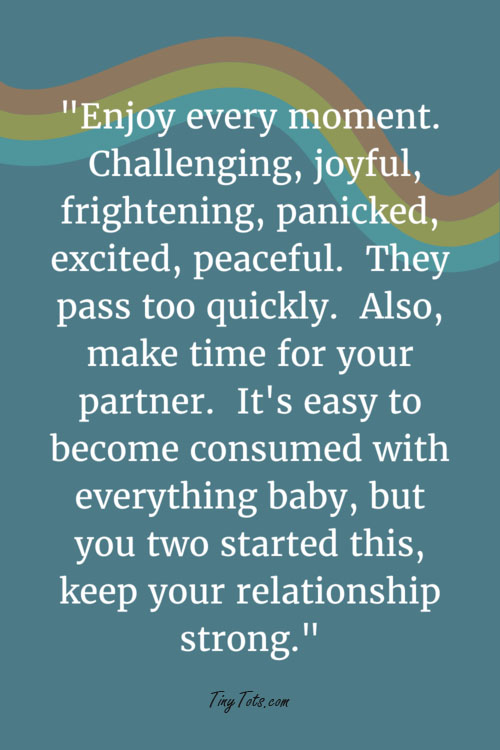 "Enjoy every moment.
Challenging, joyful,
frightening, panicked,
excited, peaceful.  They
pass too quickly.  Also,
make time for your
partner.  It's easy to
become consumed with
everything baby, but
you two started this,
keep your relationship
strong."
TinyTots.com